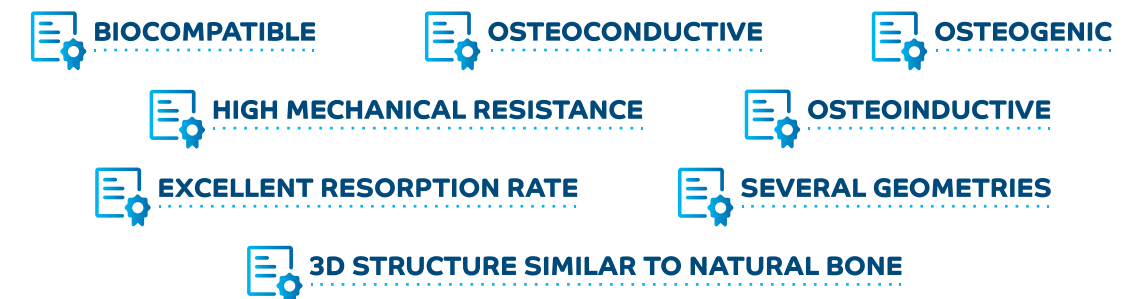 BIOCOMPATIBLE
OSTEOCONDUCTIVE
OSTEOGENIC
HIGH MECHANICAL RESISTANCE
OSTEOINDUCTIVE
EXCELLENT RESORPTION RATE
SEVERAL GEOMETRIES
3D STRUCTURE SIMILAR TO NATURAL BONE